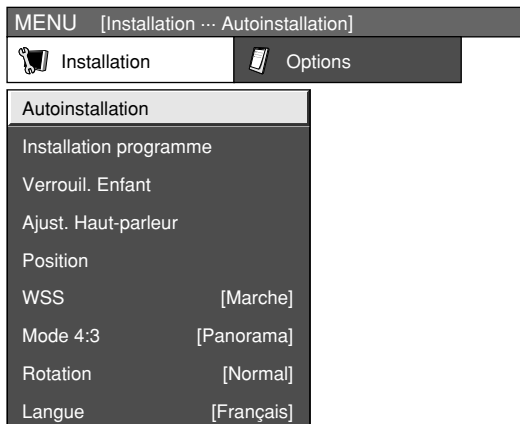 MENU [Installation ··· Autoinstallation]
Installation Options
Autoinstallation
Installation programme
Verrouil. Enfant
Ajust. Haut-parleur
Position
WSS [Marche]
Mode 4:3 [Panorama]
Rotation [Normal]
Langue [Français]